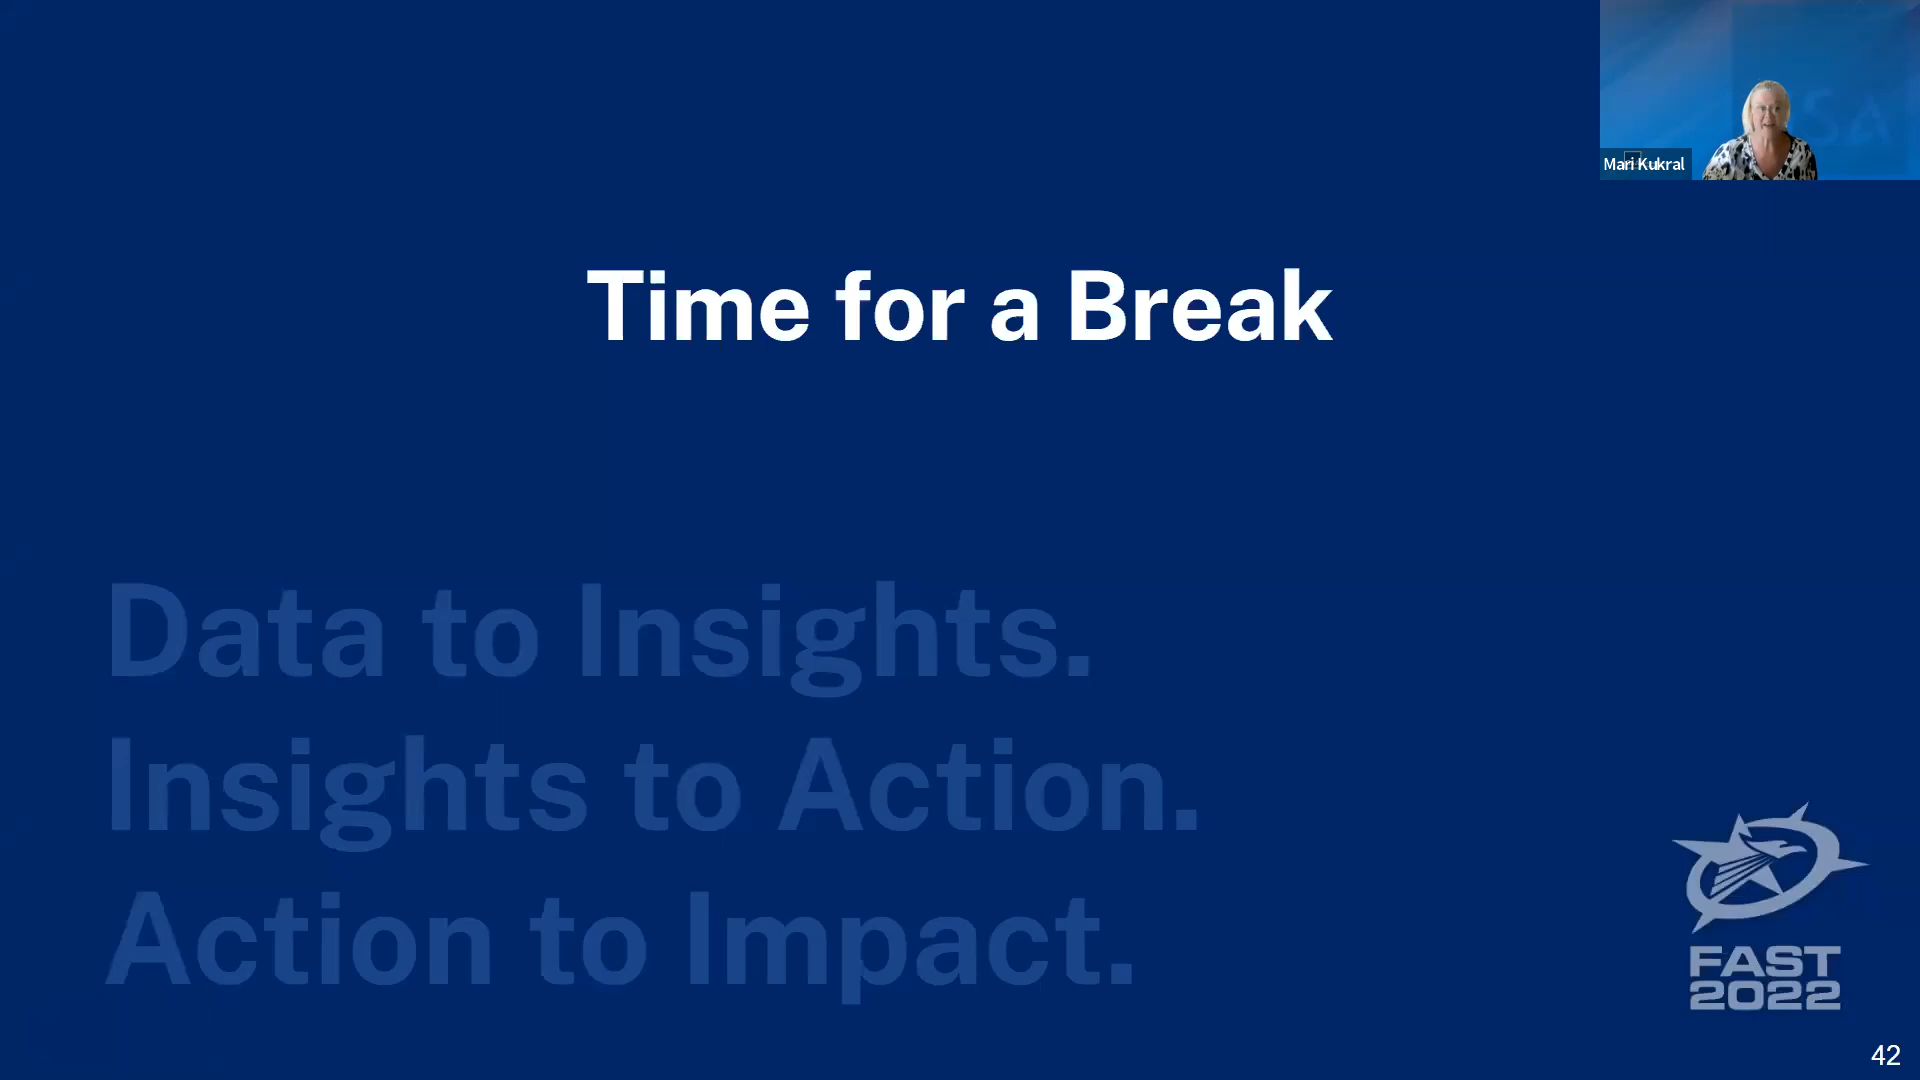 Mari Kukral
Time for a Break
Data to Insights.
Insights to Action.
Action to Impact.
FAST
2022
42